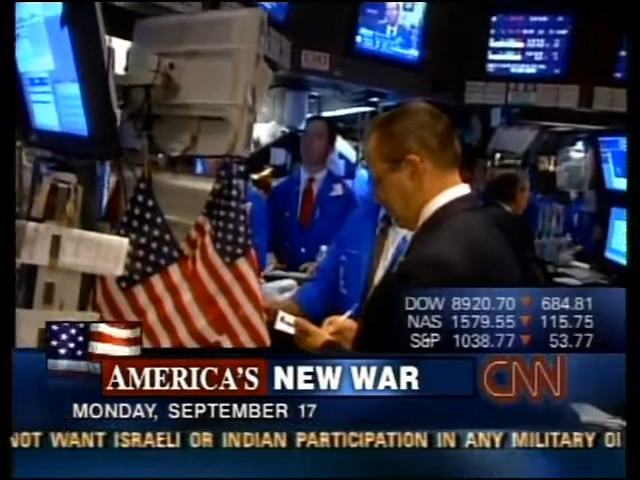 DOW 8920.70 ▼ 684.81
NAS 1579.55 ▼ 115.75
S&P 1038.77 ▼ 53.77
AMERICA'S NEW WAR CNN
MONDAY, SEPTEMBER 17
NOT WANT ISRAELI OR INDIAN PARTICIPATION IN ANY MILITARY